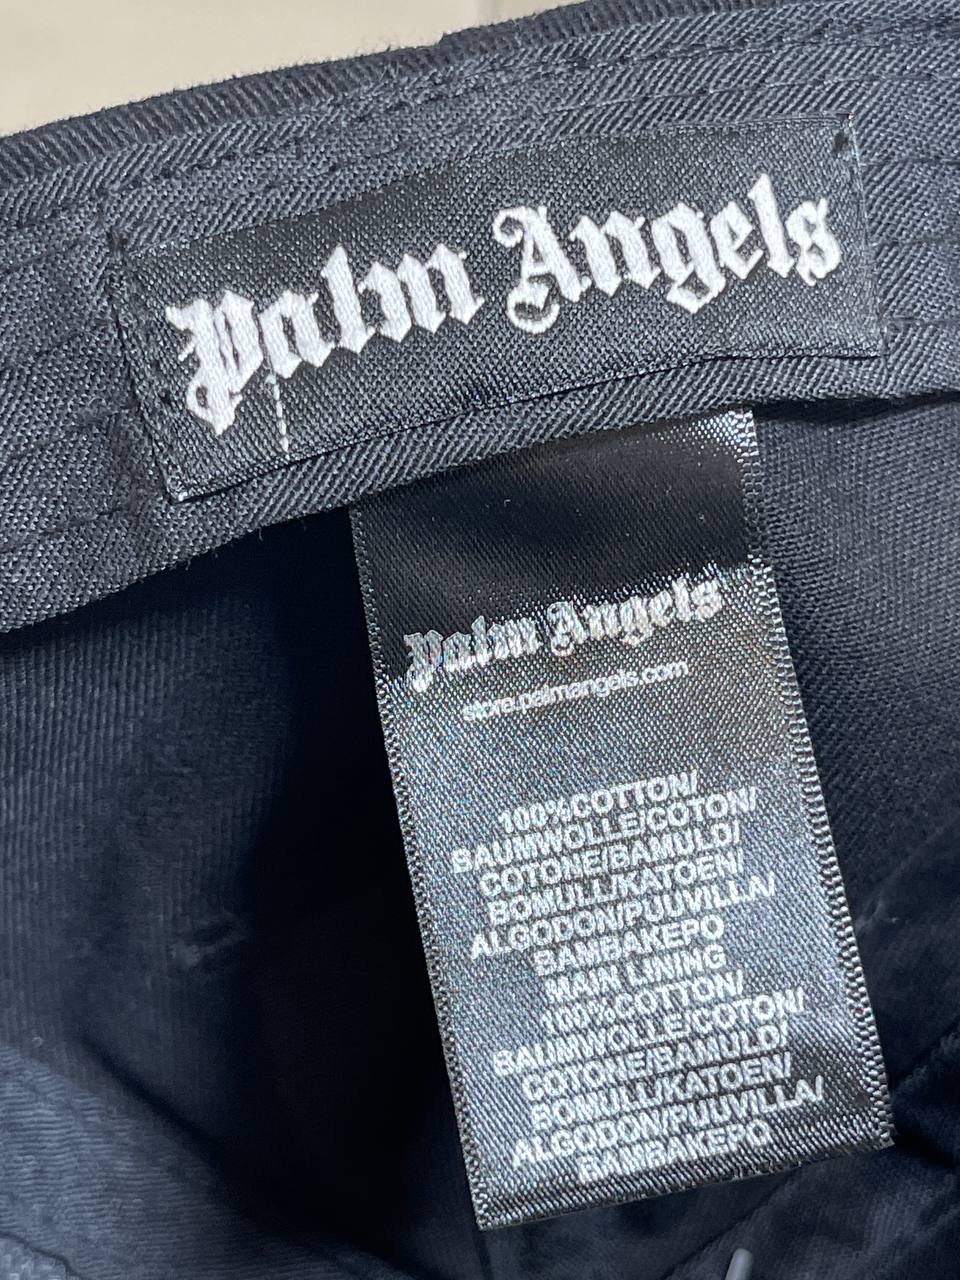 Palm Angels
Palm Angels
store.palmangels.com
100%COTTON/
BAUMWOLLE/COTON/
COTONE/BAMULD/
BOMULL/KATOEN/
ALGODON/PUUVILLA/
BAMBAKEPO
MAIN LINING
100%COTTON/
BAUMWOLLE/COTON/
COTONE/BAMULD/
BOMULL/KATOEN/
ALGODON/PUUVILLA/
BAMBAKEPO